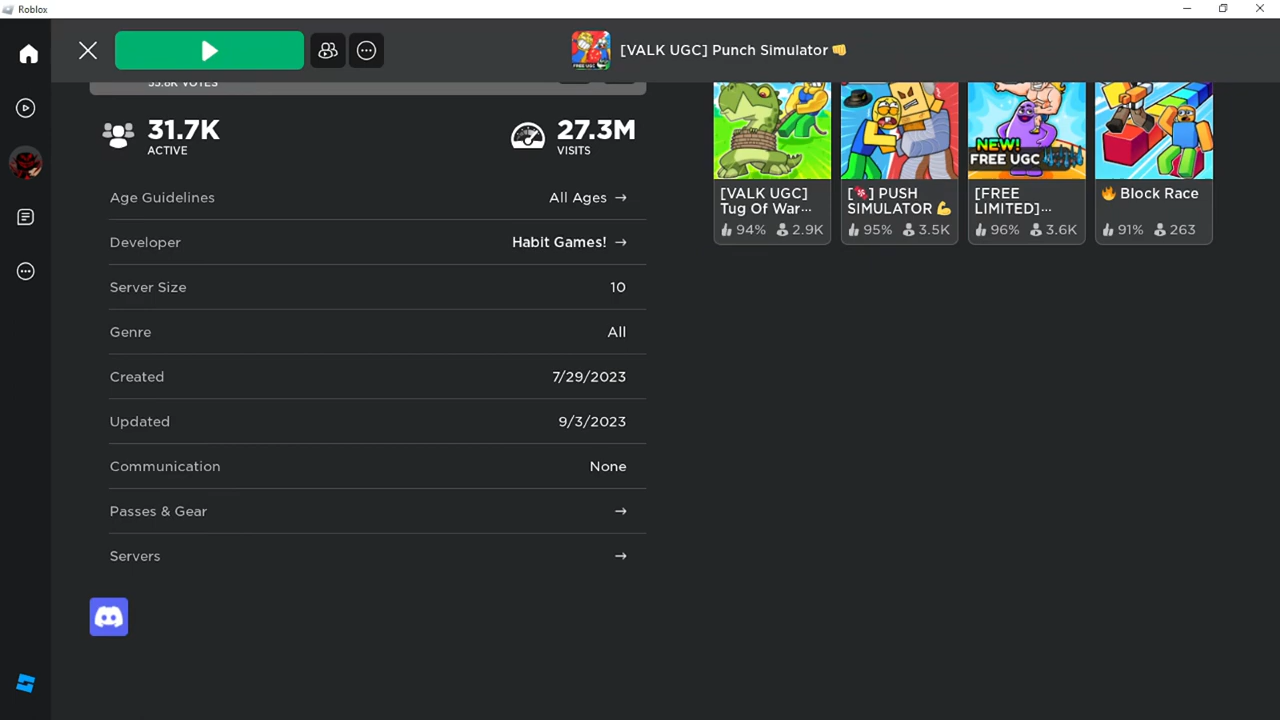 Roblox
[VALK UGC] Punch Simulator 👊
31.7K
ACTIVE
27.3M
VISITS
Age Guidelines
All Ages →
Developer
Habit Games! →
Server Size
10
Genre
All
Created
7/29/2023
Updated
9/3/2023
Communication
None
Passes & Gear
→
Servers
→
[VALK UGC]
Tug Of War...
94% 2.9K
[🍬] PUSH
SIMULATOR 💪
95% 3.5K
NEW!
FREE UGC
[FREE
LIMITED]...
96% 3.6K
🔥 Block Race
91% 263